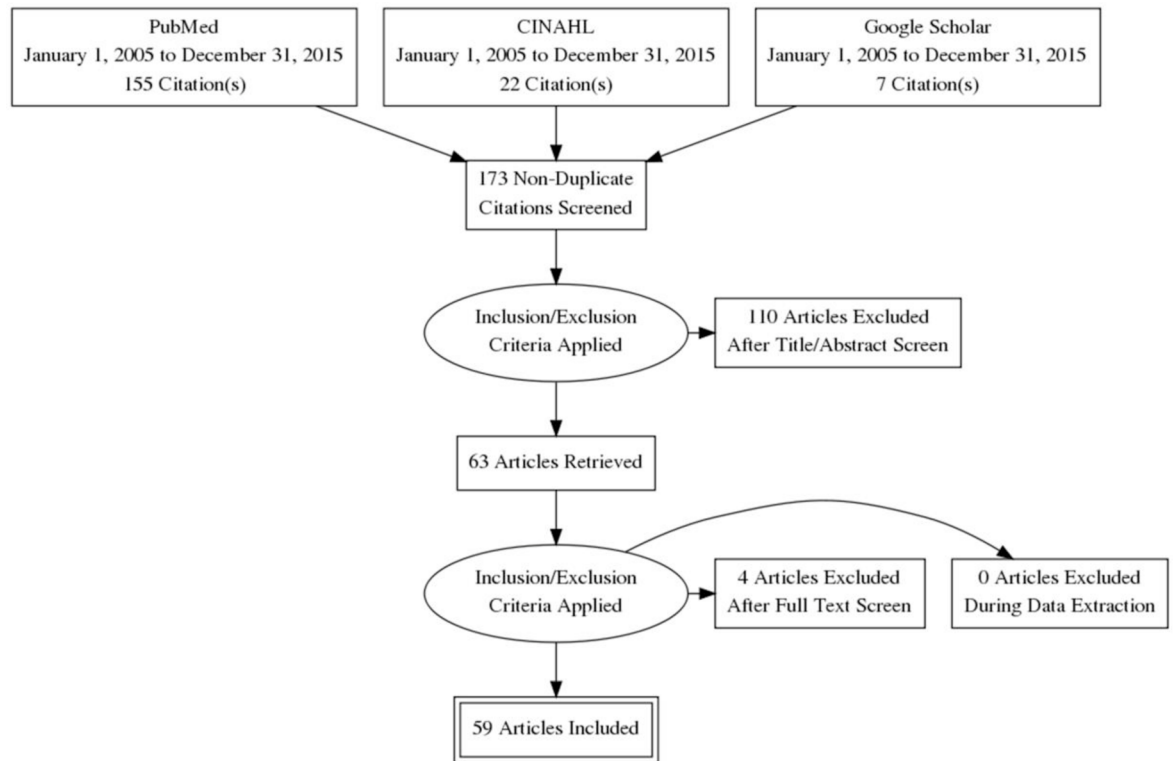 PubMed
January 1, 2005 to December 31, 2015
155 Citation(s)
CINAHL
January 1, 2005 to December 31, 2015
22 Citation(s)
Google Scholar
January 1, 2005 to December 31, 2015
7 Citation(s)
173 Non-Duplicate
Citations Screened
Inclusion/Exclusion
Criteria Applied
110 Articles Excluded
After Title/Abstract Screen
63 Articles Retrieved
Inclusion/Exclusion
Criteria Applied
4 Articles Excluded
After Full Text Screen
0 Articles Excluded
During Data Extraction
59 Articles Included